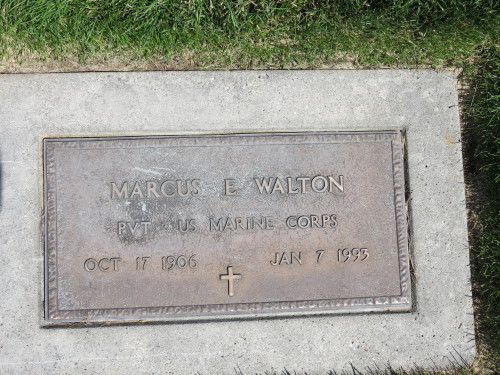 MARCUS E WALTON
PVT US MARINE CORPS
OCT 17 1906 JAN 7 1993